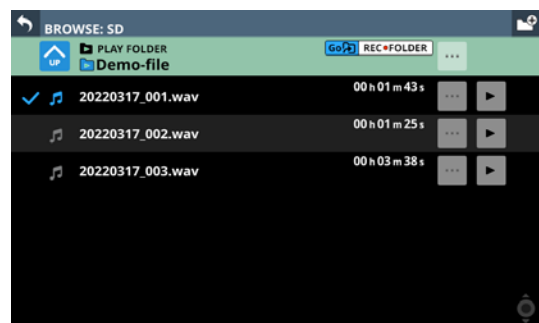 BROWSE: SD
PLAY FOLDER
Go REC FOLDER
UP
Demo-file
20220317_001.wav
00h01m43s
20220317_002.wav
00h01m25s
20220317_003.wav
00h03m38s